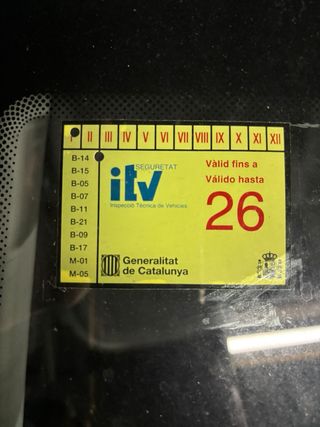 I II III IV V VI VII VIII IX X XI XII
B-14
B-15
B-05
B-07
B-11
B-21
B-09
B-17
M-01
M-05
SEGURETAT
itv
Inspecció Tècnica de Vehicles
Vàlid fins a
Válido hasta
26
Generalitat
de Catalunya